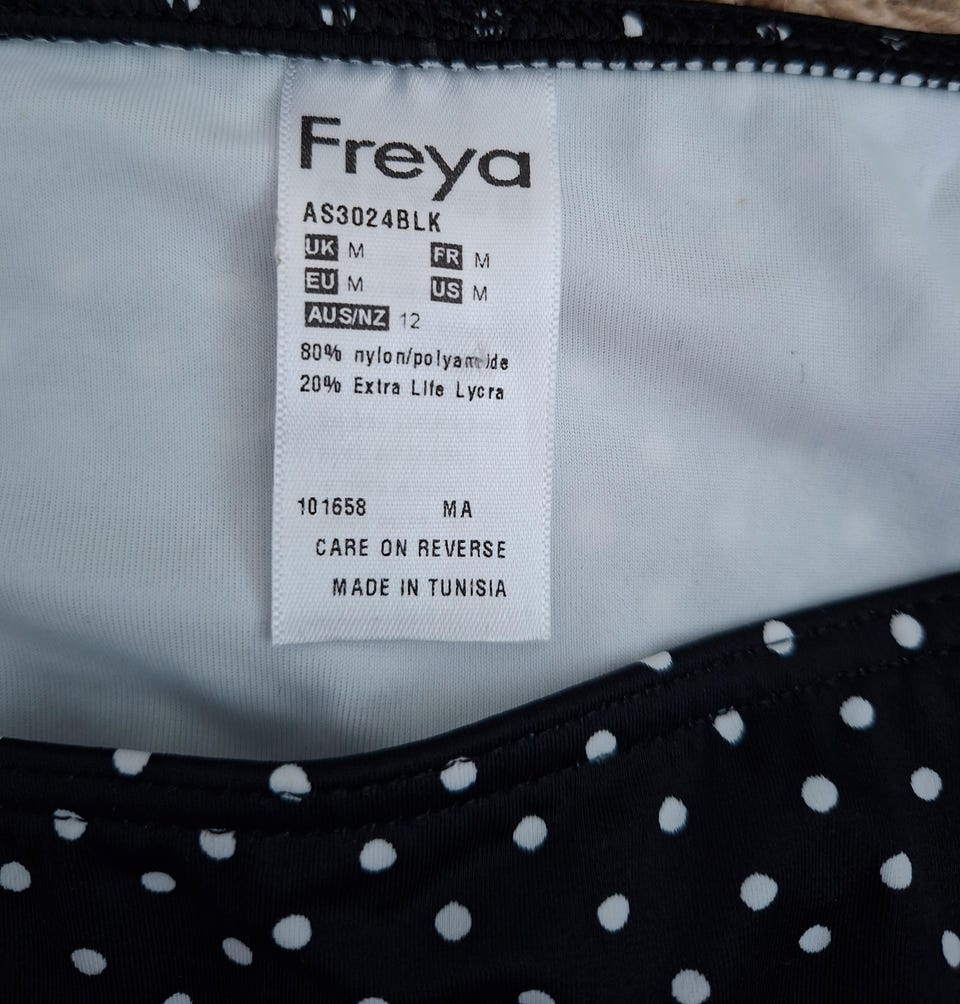 Freya
AS3024BLK
UK M FR M
EU M US M
AUS/NZ 12
80% nylon/polyamide
20% Extra Life Lycra
101658 MA
CARE ON REVERSE
MADE IN TUNISIA